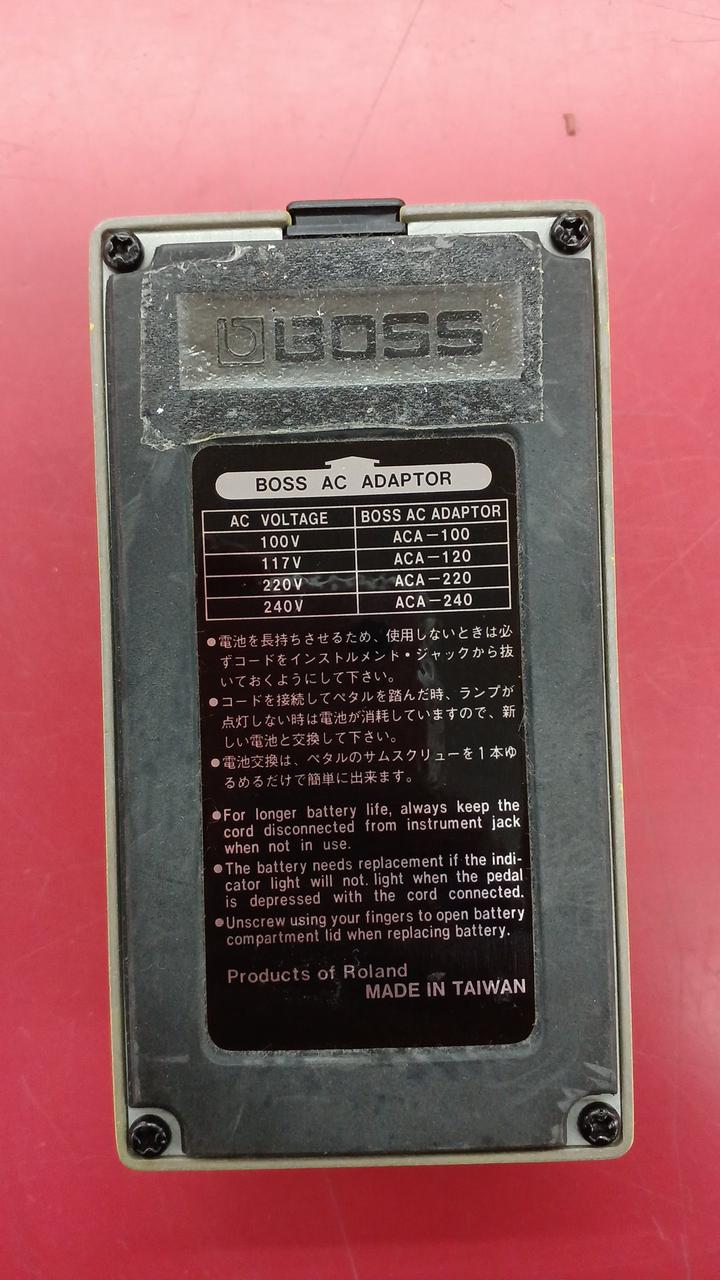 BOSS
BOSS AC ADAPTOR
AC VOLTAGE BOSS AC ADAPTOR
100V ACA-100
117V ACA-120
220V ACA-220
240V ACA-240
●電池を長持ちさせるため、使用しないときは必
ずコードをインストルメント・ジャックから抜
いておくようにして下さい。
●コードを接続してペタルを踏んだ時、ランプが
点灯しない時は電池が消耗していますので、新
しい電池と交換して下さい。
●電池交換は、ペタルのサムスクリューを1本ゆ
るめるだけで簡単に出来ます。
●For longer battery life, always keep the
cord disconnected from instrument jack
when not in use.
●The battery needs replacement if the indi-
cator light will not. light when the pedal
is depressed with the cord connected.
●Unscrew using your fingers to open battery
compartment lid when replacing battery.
Products of Roland
MADE IN TAIWAN